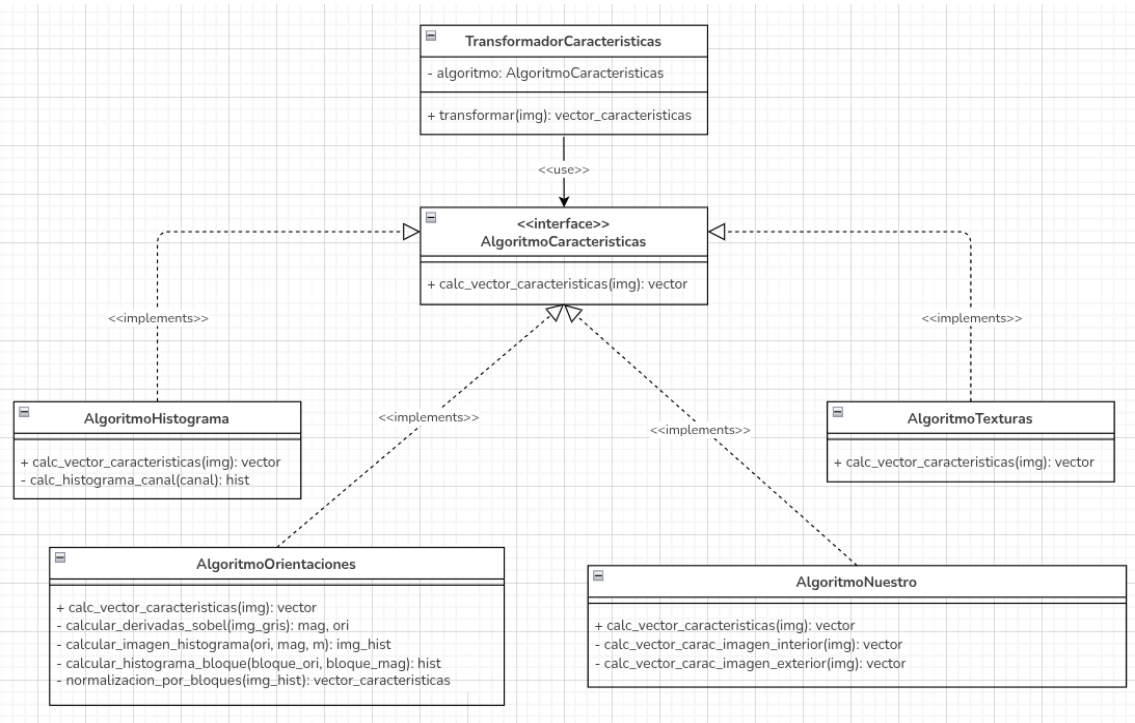 TransformadorCaracteristicas
- algoritmo: AlgoritmoCaracteristicas
+ transformar(img): vector_caracteristicas
<<use>>
<<interface>>
AlgoritmoCaracteristicas
+ calc_vector_caracteristicas(img): vector
<<implements>>
<<implements>>
<<implements>>
<<implements>>
AlgoritmoHistograma
+ calc_vector_caracteristicas(img): vector
- calc_histograma_canal(canal): hist
AlgoritmoTexturas
+ calc_vector_caracteristicas(img): vector
AlgoritmoOrientaciones
+ calc_vector_caracteristicas(img): vector
- calcular_derivadas_sobel(img_gris): mag, ori
- calcular_imagen_histograma(ori, mag, m): img_hist
- calcular_histograma_bloque(bloque_ori, bloque_mag): hist
- normalizacion_por_bloques(img_hist): vector_caracteristicas
AlgoritmoNuestro
+ calc_vector_caracteristicas(img): vector
- calc_vector_carac_imagen_interior(img): vector
- calc_vector_carac_imagen_exterior(img): vector